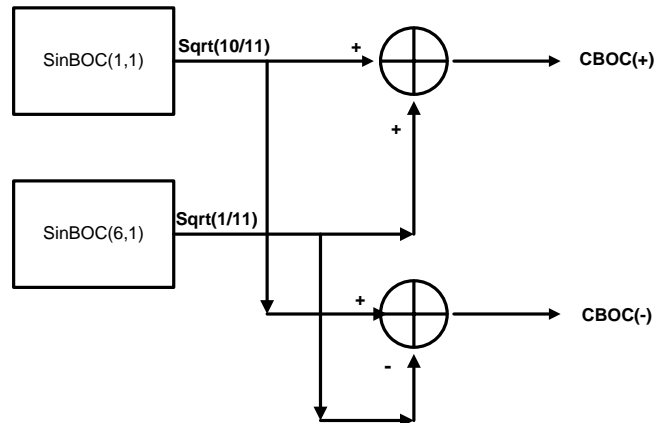 SinBOC(1,1)
Sqrt(10/11)
+
CBOC(+)
+
SinBOC(6,1)
Sqrt(1/11)
+
CBOC(-)
-